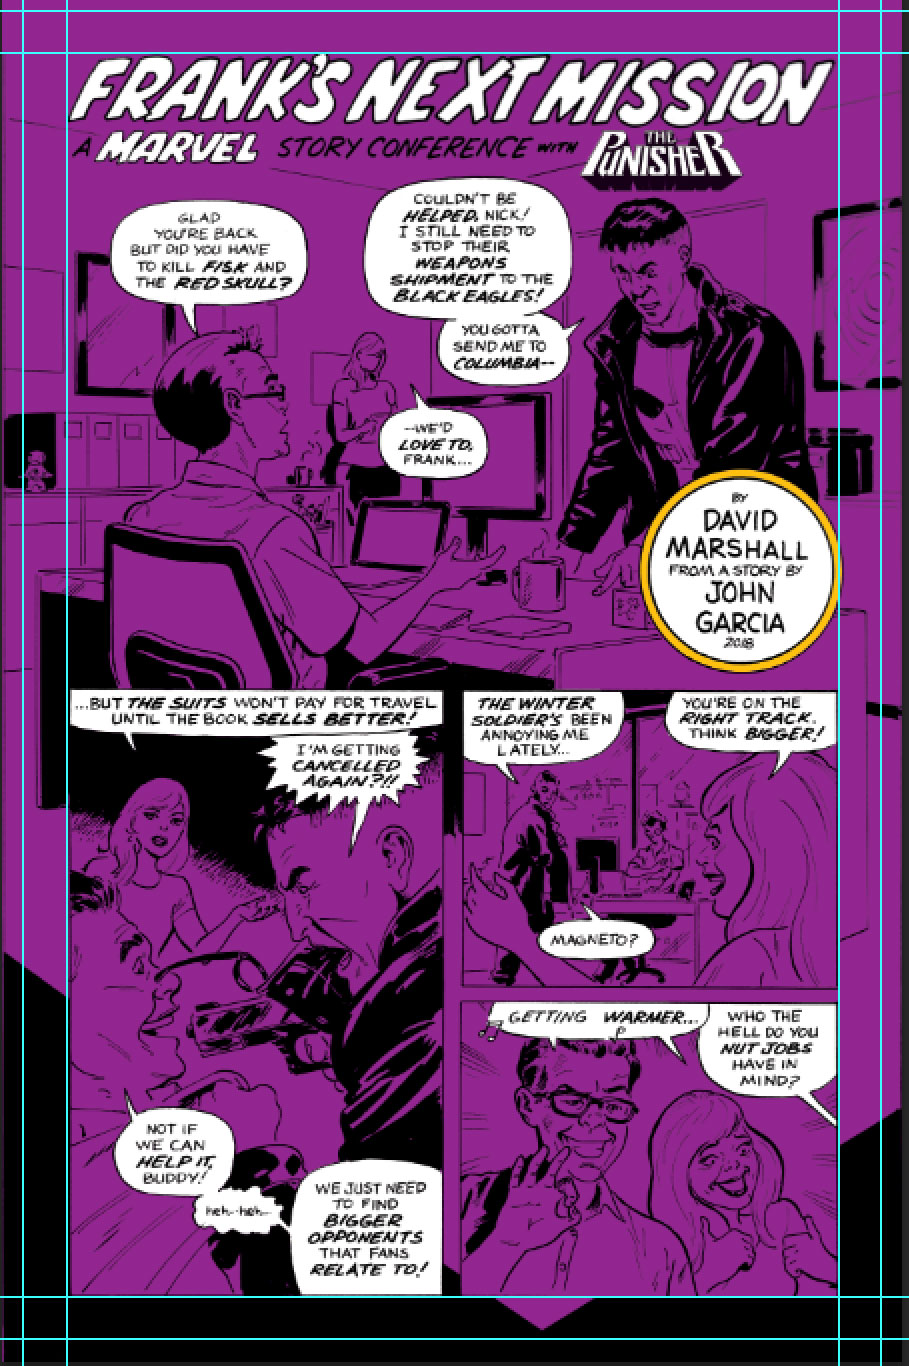 FRANK'S NEXT MISSION
A MARVEL STORY CONFERENCE WITH THE PUNISHER
GLAD
YOU'RE BACK
BUT DID YOU HAVE
TO KILL FISK AND
THE RED SKULL?
COULDN'T BE
HELPED, NICK!
I STILL NEED TO
STOP THEIR
WEAPONS
SHIPMENT TO THE
BLACK EAGLES!
YOU GOTTA
SEND ME TO
COLUMBIA--
--WE'D
LOVE TO,
FRANK...
BY
DAVID
MARSHALL
FROM A STORY BY
JOHN
GARCIA
2018
...BUT THE SUITS WON'T PAY FOR TRAVEL
UNTIL THE BOOK SELLS BETTER!
I'M GETTING
CANCELLED
AGAIN?!!
NOT IF
WE CAN
HELP IT,
BUDDY!
heh--heh--
WE JUST NEED
TO FIND
BIGGER
OPPONENTS
THAT FANS
RELATE TO!
THE WINTER
SOLDIER'S BEEN
ANNOYING ME
LATELY...
YOU'RE ON THE
RIGHT TRACK.
THINK BIGGER!
MAGNETO?
GETTING WARMER...
WHO THE
HELL DO YOU
NUT JOBS
HAVE IN
MIND?